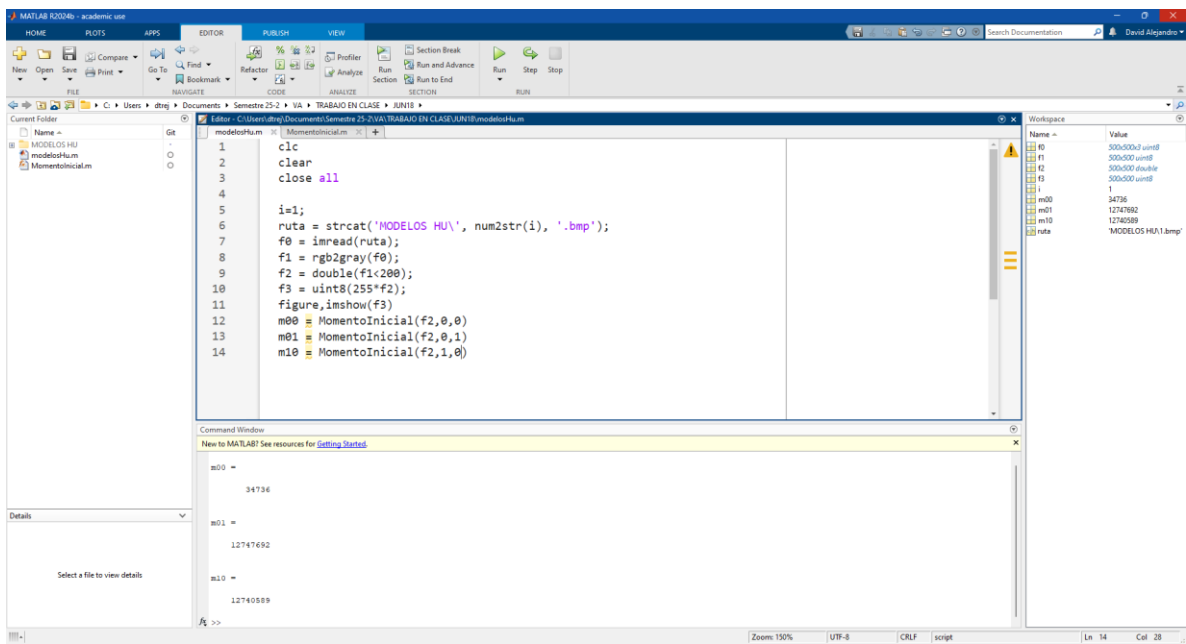 MATLAB R2024b - academic use
HOME PLOTS APPS EDITOR PUBLISH VIEW
Search Documentation
David Alejandro
New Open Save
Compare
Print
FILE
Go To
Find
Bookmark
NAVIGATE
Refactor
CODE
Profiler
Analyze
ANALYZE
Run Section
Section Break
Run and Advance
Run to End
SECTION
Run Step Stop
RUN
C: Users dtrej Documents Semestre 25-2 VA TRABAJO EN CLASE JUN18
Current Folder
Name Git
MODELOS HU
modelosHu.m
MomentoInicial.m
Details
Select a file to view details
Editor - C:\Users\dtrej\Documents\Semestre 25-2\VA\TRABAJO EN CLASE\JUN18\modelosHu.m
modelosHu.m MomentoInicial.m +
1 clc
2 clear
3 close all
4
5 i=1;
6 ruta = strcat('MODELOS HU\', num2str(i), '.bmp');
7 f0 = imread(ruta);
8 f1 = rgb2gray(f0);
9 f2 = double(f1<200);
10 f3 = uint8(255*f2);
11 figure,imshow(f3)
12 m00 = MomentoInicial(f2,0,0)
13 m01 = MomentoInicial(f2,0,1)
14 m10 = MomentoInicial(f2,1,0)
Command Window
New to MATLAB? See resources for Getting Started.
m00 =
34736
m01 =
12747692
m10 =
12740589
fx >>
Workspace
Name Value
f0 500x500x3 uint8
f1 500x500 uint8
f2 500x500 double
f3 500x500 uint8
i 1
m00 34736
m01 12747692
m10 12740589
ruta 'MODELOS HU\1.bmp'
Zoom: 150% UTF-8 CRLF script Ln 14 Col 28